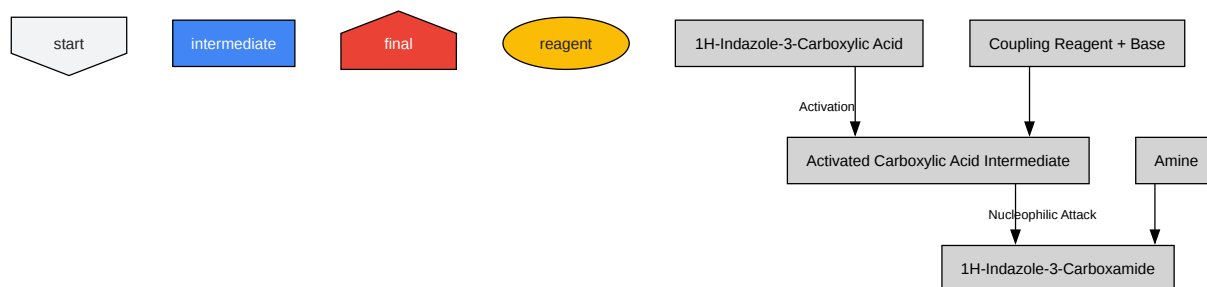 start
intermediate
final
reagent
1H-Indazole-3-Carboxylic Acid
Coupling Reagent + Base
Activation
Activated Carboxylic Acid Intermediate
Amine
Nucleophilic Attack
1H-Indazole-3-Carboxamide